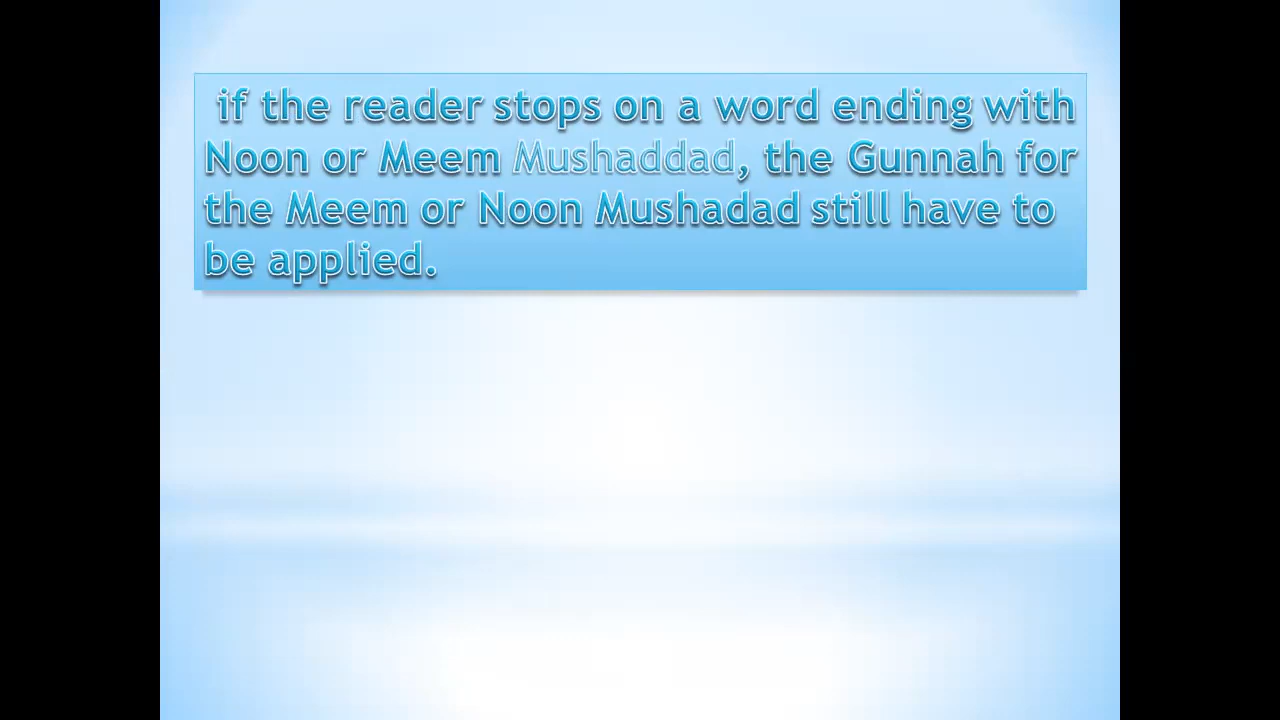 if the reader stops on a word ending with
Noon or Meem Mushaddad, the Gunnah for
the Meem or Noon Mushadad still have to
be applied.